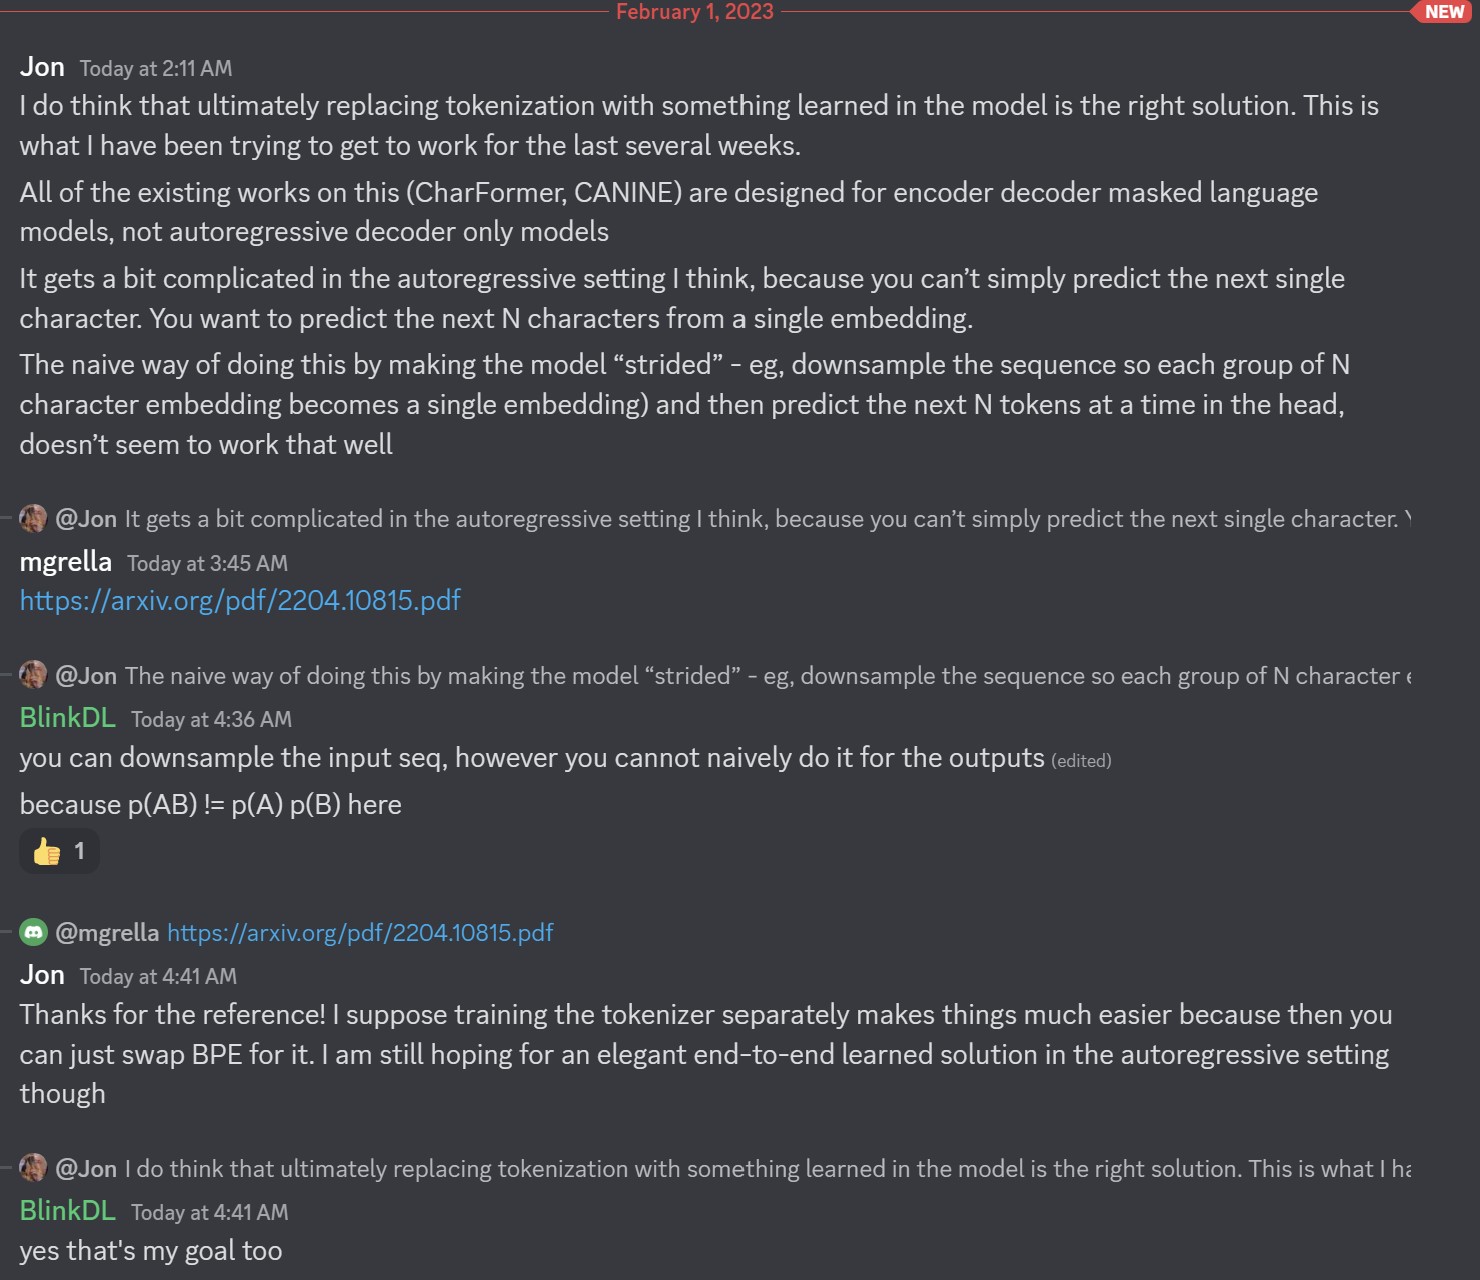 February 1, 2023
NEW
Jon Today at 2:11 AM
I do think that ultimately replacing tokenization with something learned in the model is the right solution. This is
what I have been trying to get to work for the last several weeks.
All of the existing works on this (CharFormer, CANINE) are designed for encoder decoder masked language
models, not autoregressive decoder only models
It gets a bit complicated in the autoregressive setting I think, because you can’t simply predict the next single
character. You want to predict the next N characters from a single embedding.
The naive way of doing this by making the model “strided” - eg, downsample the sequence so each group of N
character embedding becomes a single embedding) and then predict the next N tokens at a time in the head,
doesn’t seem to work that well
@Jon It gets a bit complicated in the autoregressive setting I think, because you can’t simply predict the next single character.
mgrella Today at 3:45 AM
https://arxiv.org/pdf/2204.10815.pdf
@Jon The naive way of doing this by making the model “strided” - eg, downsample the sequence so each group of N character
BlinkDL Today at 4:36 AM
you can downsample the input seq, however you cannot naively do it for the outputs (edited)
because p(AB) != p(A) p(B) here
👍 1
@mgrella https://arxiv.org/pdf/2204.10815.pdf
Jon Today at 4:41 AM
Thanks for the reference! I suppose training the tokenizer separately makes things much easier because then you
can just swap BPE for it. I am still hoping for an elegant end-to-end learned solution in the autoregressive setting
though
@Jon I do think that ultimately replacing tokenization with something learned in the model is the right solution. This is what I ha
BlinkDL Today at 4:41 AM
yes that's my goal too